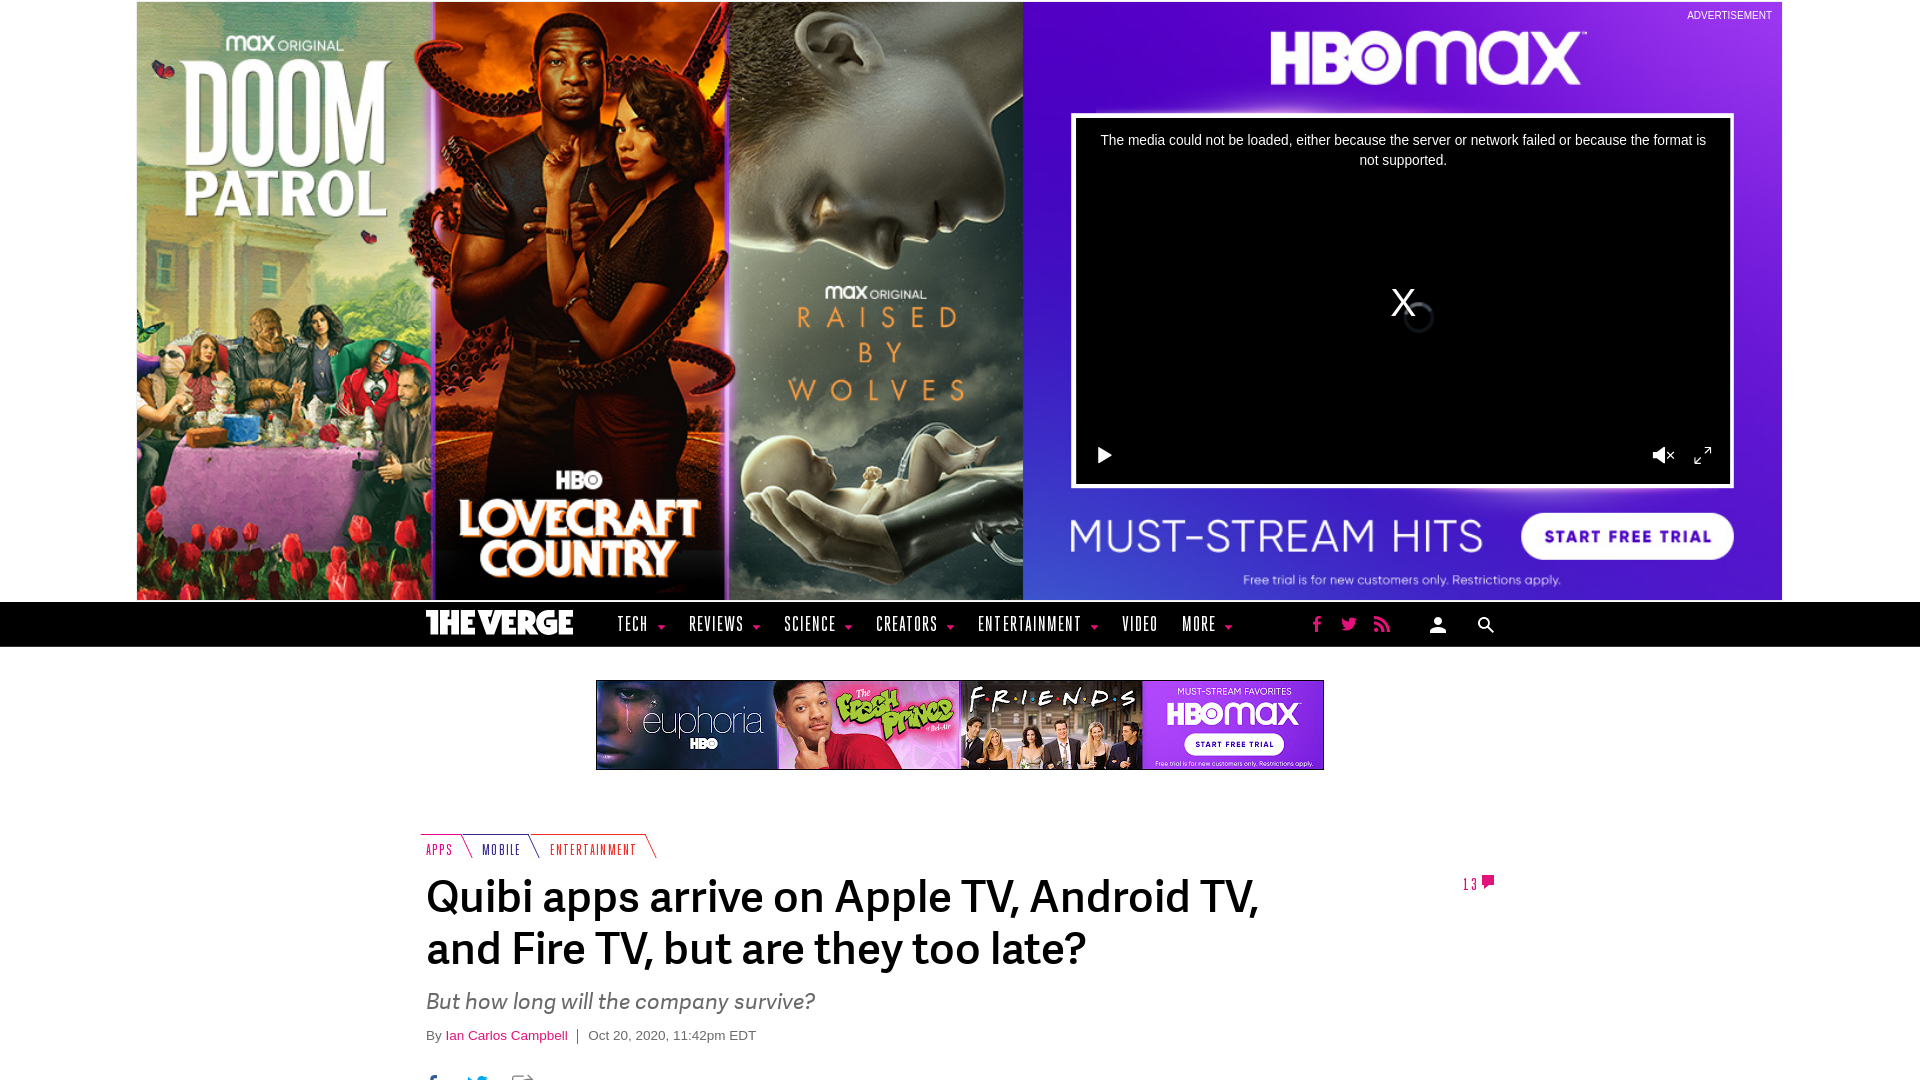 ADVERTISEMENT
max ORIGINAL
DOOM
PATROL
HBO
LOVECRAFT
COUNTRY
max ORIGINAL
RAISED
BY
WOLVES
HBOmax
The media could not be loaded, either because the server or network failed or because the format is
not supported.
X
MUST-STREAM HITS
START FREE TRIAL
Free trial is for new customers only. Restrictions apply.
THE VERGE
TECH REVIEWS SCIENCE CREATORS ENTERTAINMENT VIDEO MORE
euphoria
HBO
The
Fresh
Prince
of Bel-Air
F·R·I·E·N·D·S
MUST-STREAM FAVORITES
HBOmax
START FREE TRIAL
Free trial is for new customers only. Restrictions apply.
APPS MOBILE ENTERTAINMENT
Quibi apps arrive on Apple TV, Android TV,
and Fire TV, but are they too late?
13
But how long will the company survive?
By Ian Carlos Campbell | Oct 20, 2020, 11:42pm EDT